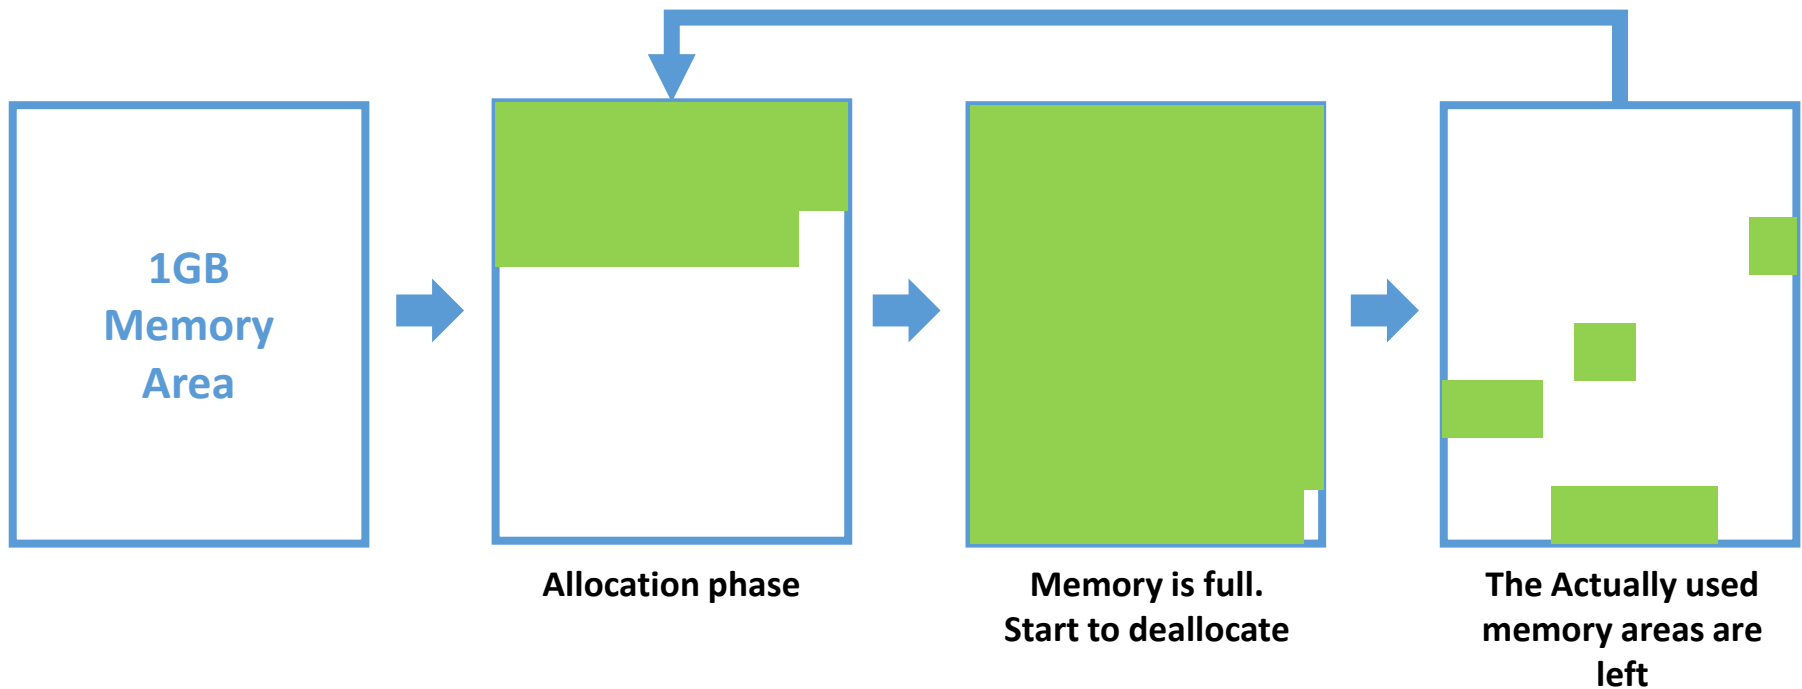 1GB
Memory
Area
Allocation phase
Memory is full.
Start to deallocate
The Actually used
memory areas are
left